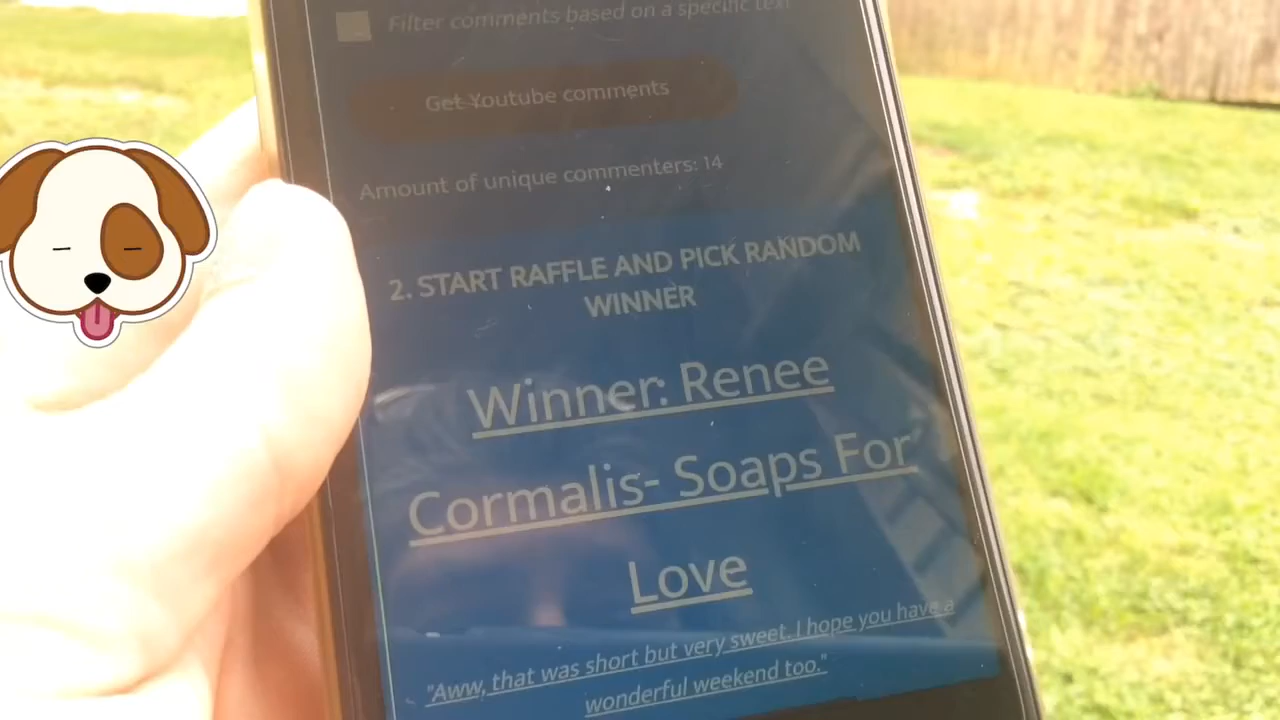 Filter comments based on a specific text
Get Youtube comments
Amount of unique commenters: 14
2. START RAFFLE AND PICK RANDOM
WINNER
Winner: Renee
Cormalis- Soaps For
Love
"Aww, that was short but very sweet. I hope you have a
wonderful weekend too."